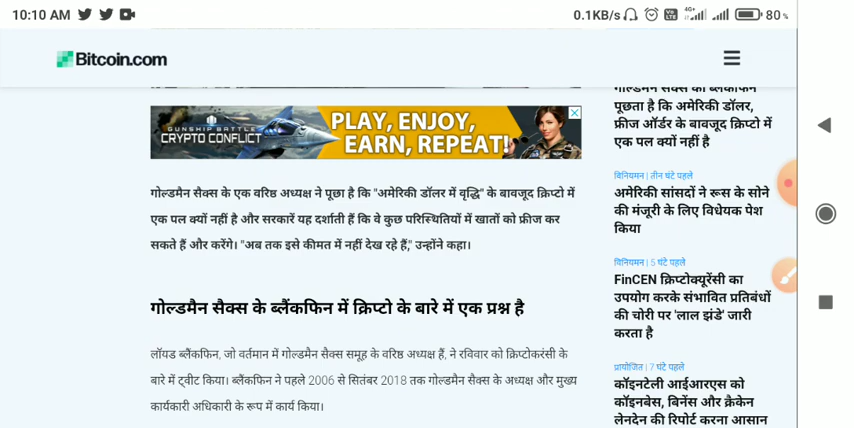 10:10 AM 0.1KB/s 4G+ 80%
Bitcoin.com
GUNSHIP BATTLE
CRYPTO CONFLICT
PLAY, ENJOY,
EARN, REPEAT!
गोल्डमैन सैक्स के एक वरिष्ठ अध्यक्ष ने पूछा है कि "अमेरिकी डॉलर में वृद्धि" के बावजूद क्रिप्टो में
एक पल क्यों नहीं है और सरकारें यह दर्शाती हैं कि वे कुछ परिस्थितियों में खातों को फ्रीज कर
सकते हैं और करेंगे। "अब तक इसे कीमत में नहीं देख रहे हैं," उन्होंने कहा।
गोल्डमैन सैक्स के ब्लैंकफिन में क्रिप्टो के बारे में एक प्रश्न है
लॉयड ब्लैंकफिन, जो वर्तमान में गोल्डमैन सैक्स समूह के वरिष्ठ अध्यक्ष हैं, ने रविवार को क्रिप्टोकरंसी के
बारे में ट्वीट किया। ब्लैंकफिन ने पहले 2006 से सितंबर 2018 तक गोल्डमैन सैक्स के अध्यक्ष और मुख्य
कार्यकारी अधिकारी के रूप में कार्य किया।
गोल्डमैन सैक्स का ब्लैंकफिन
पूछता है कि अमेरिकी डॉलर,
फ्रीज ऑर्डर के बावजूद क्रिप्टो में
एक पल क्यों नहीं है
विनियमन | तीन घंटे पहले
अमेरिकी सांसदों ने रूस के सोने
की मंजूरी के लिए विधेयक पेश
किया
विनियमन | 5 घंटे पहले
FinCEN क्रिप्टोक्यूरेंसी का
उपयोग करके संभावित प्रतिबंधों
की चोरी पर 'लाल झंडे' जारी
करता है
प्रायोजित | 7 घंटे पहले
कॉइनटेली आईआरएस को
कॉइनबेस, बिनेंस और क्रैकेन
लेनदेन की रिपोर्ट करना आसान